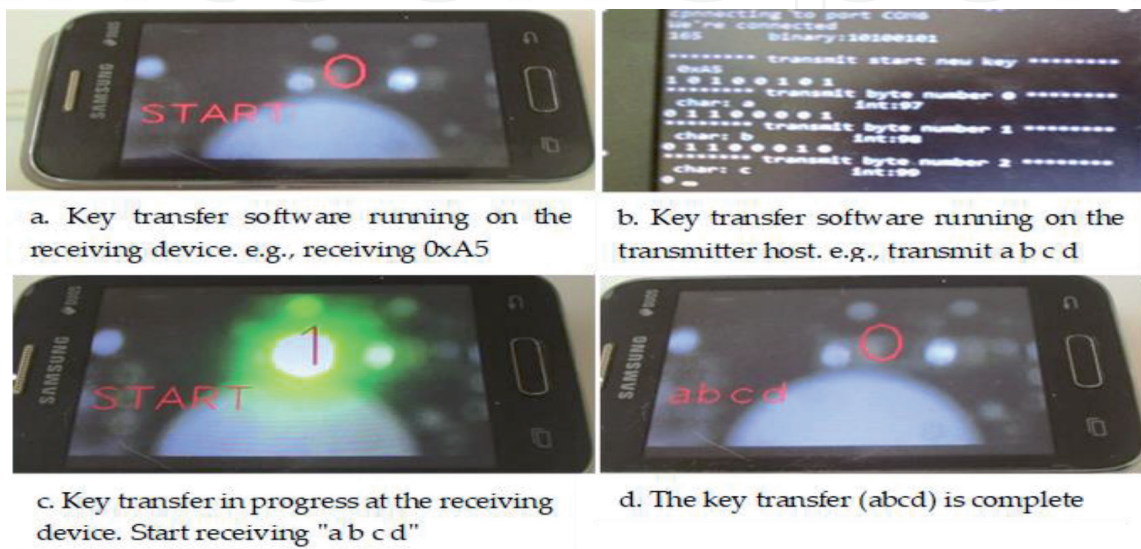 DUOS
SAMSUNG
START
connecting to port COM6
we're connected
165 binary:10100101
******** transmit start new key ********
0xA5
1 0 1 0 0 1 0 1
******** transmit byte number 0 ********
char: a int:97
0 1 1 0 0 0 0 1
******** transmit byte number 1 ********
char: b int:98
0 1 1 0 0 0 1 0
******** transmit byte number 2 ********
char: c int:99
0
a. Key transfer software running on the
receiving device. e.g., receiving 0xA5
b. Key transfer software running on the
transmitter host. e.g., transmit a b c d
DUOS
SAMSUNG
START
1
DUOS
SAMSUNG
abcd
c. Key transfer in progress at the receiving
device. Start receiving "a b c d"
d. The key transfer (abcd) is complete